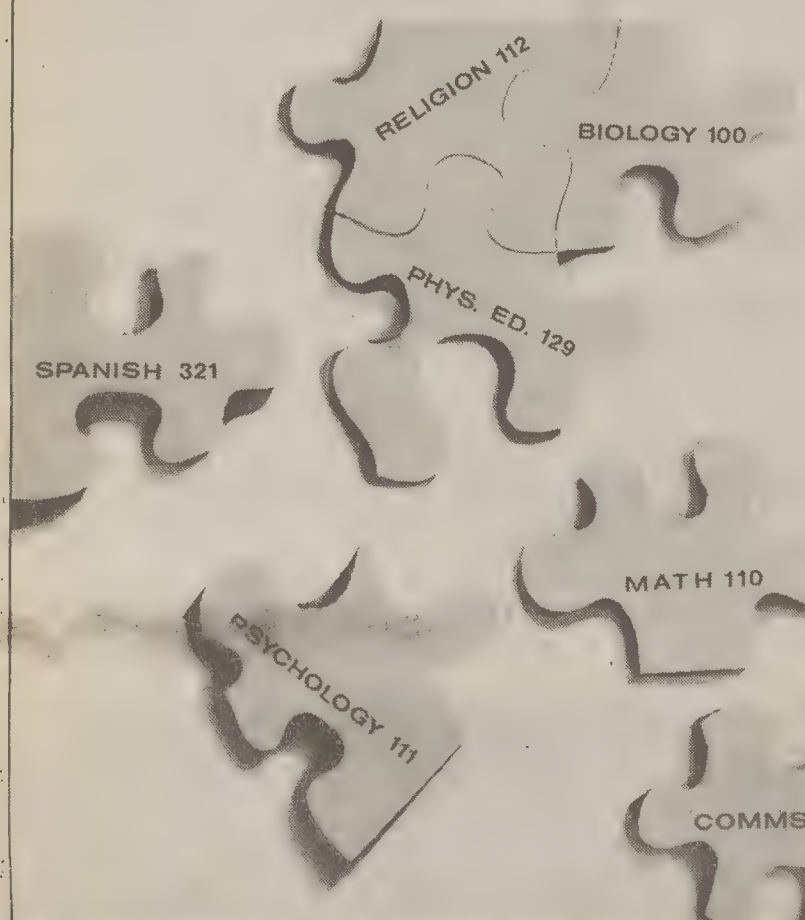 RELIGION 112
BIOLOGY 100
PHYS. ED. 129
SPANISH 321
MATH 110
PSYCHOLOGY 111
COMMS